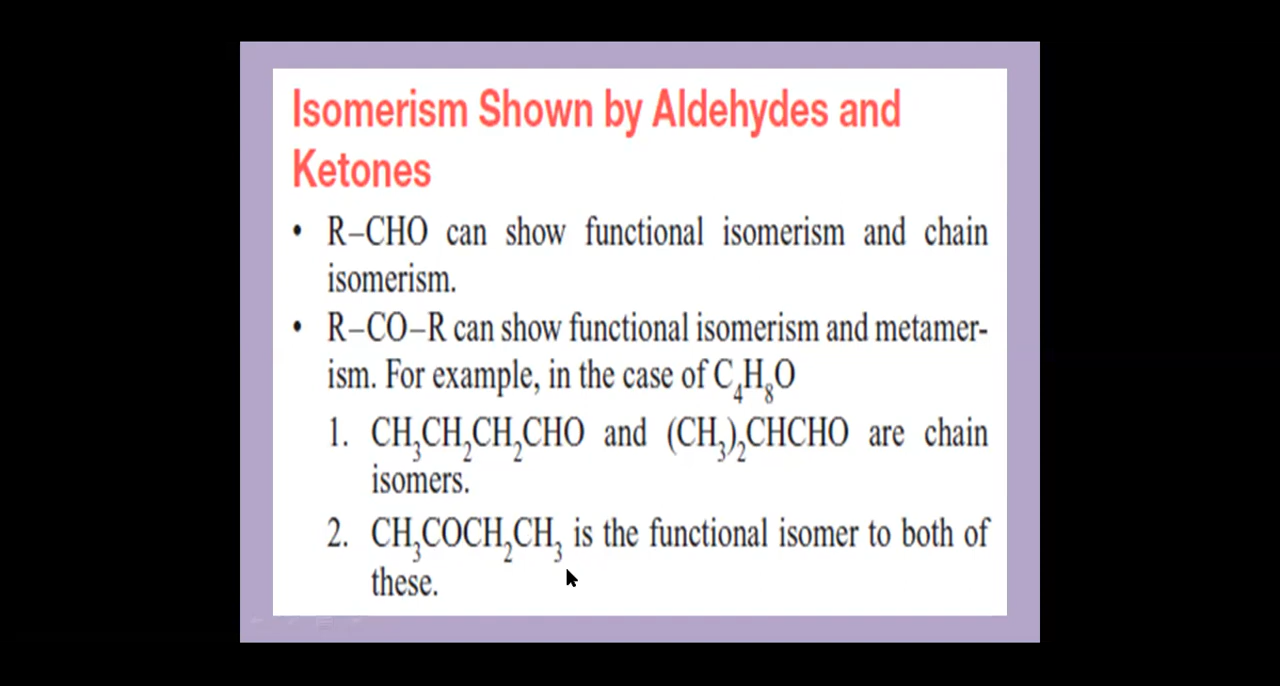 Isomerism Shown by Aldehydes and
Ketones
• R–CHO can show functional isomerism and chain
isomerism.
• R–CO–R can show functional isomerism and metamer-
ism. For example, in the case of C₄H₈O
1. CH₃CH₂CH₂CHO and (CH₃)₂CHCHO are chain
isomers.
2. CH₃COCH₂CH₃ is the functional isomer to both of
these.